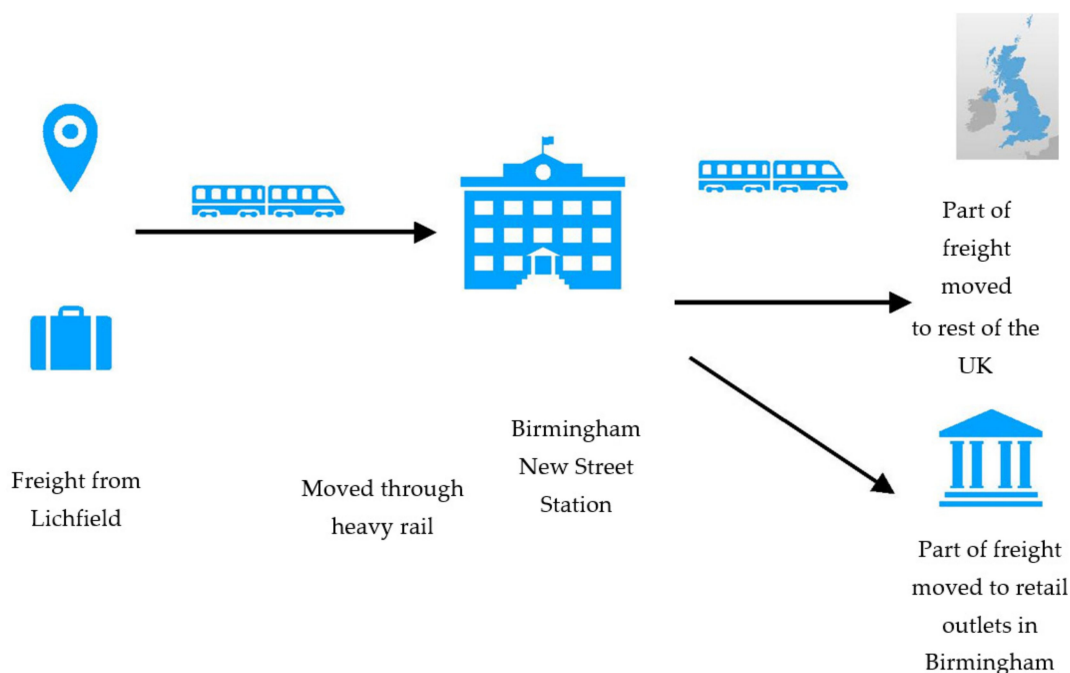 Freight from
Lichfield
Moved through
heavy rail
Birmingham
New Street
Station
Part of
freight
moved
to rest of the
UK
Part of freight
moved to retail
outlets in
Birmingham